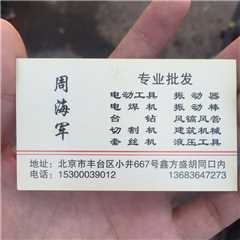 周海军
专业批发
电动工具 振动器
电焊机 振动棒
台钻 风镐风管
切割机 建筑机械
套丝机 液压工具
地址：北京市丰台区小井667号鑫方盛胡同口内
电话：15300039012 13683647273